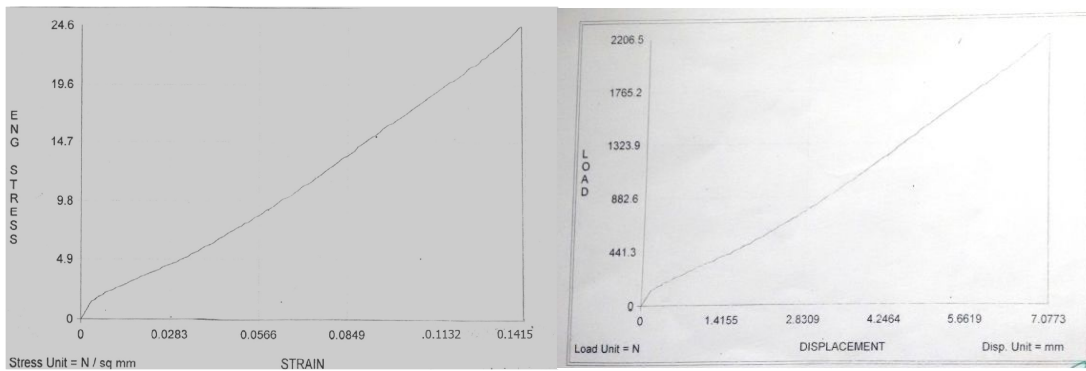 24.6
19.6
14.7
9.8
4.9
0
ENG STRESS
0 0.0283 0.0566 0.0849 0.1132 0.1415
Stress Unit = N / sq mm STRAIN
2206.5
1765.2
1323.9
882.6
441.3
0
LOAD
0 1.4155 2.8309 4.2464 5.6619 7.0773
Load Unit = N DISPLACEMENT Disp. Unit = mm